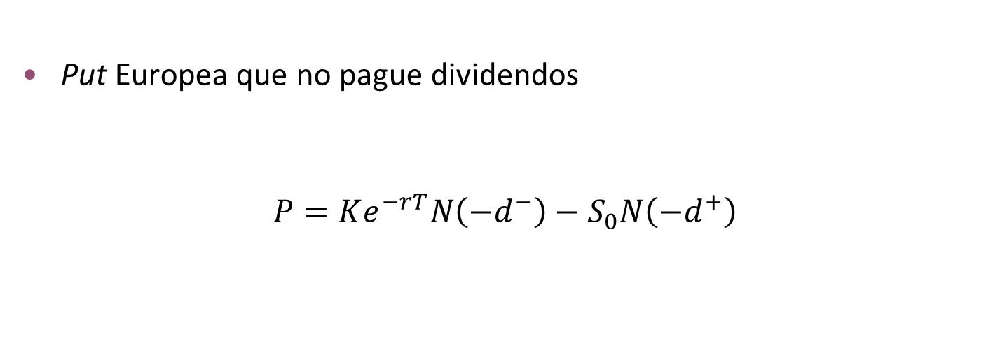 • Put Europea que no pague dividendos
P = Ke^{-rT}N(-d^{-}) - S_0N(-d^{+})